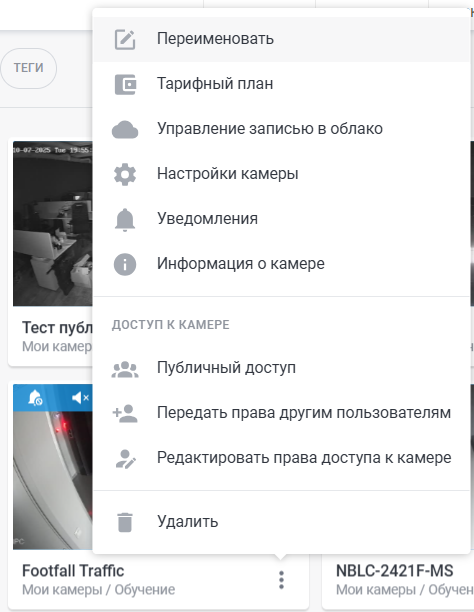 Переименовать
ТЕГИ
Тарифный план
Управление записью в облако
10-07-2025 Tue 19:55:
Настройки камеры
Уведомления
Информация о камере
Тест публ
Мои камер
ДОСТУП К КАМЕРЕ
Публичный доступ
Передать права другим пользователям
Редактировать права доступа к камере
Удалить
Footfall Traffic
Мои камеры / Обучение
NBLC-2421F-MS
Мои камеры / Обучение